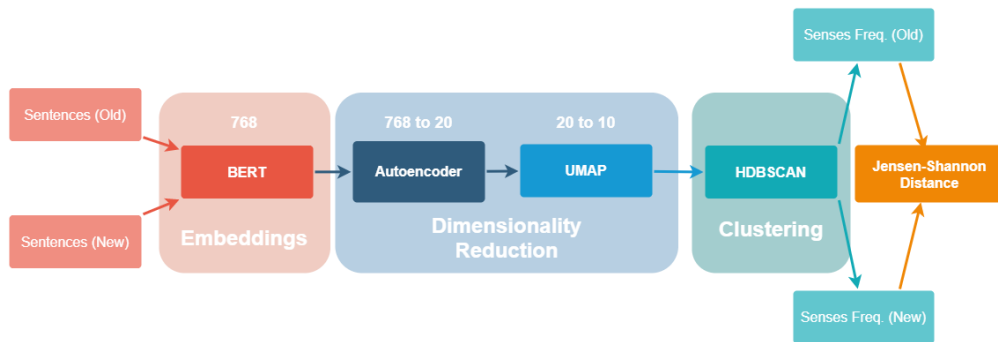 Sentences (Old)
Sentences (New)
768
BERT
Embeddings
768 to 20
Autoencoder
20 to 10
UMAP
Dimensionality
Reduction
HDBSCAN
Clustering
Senses Freq. (Old)
Senses Freq. (New)
Jensen-Shannon
Distance